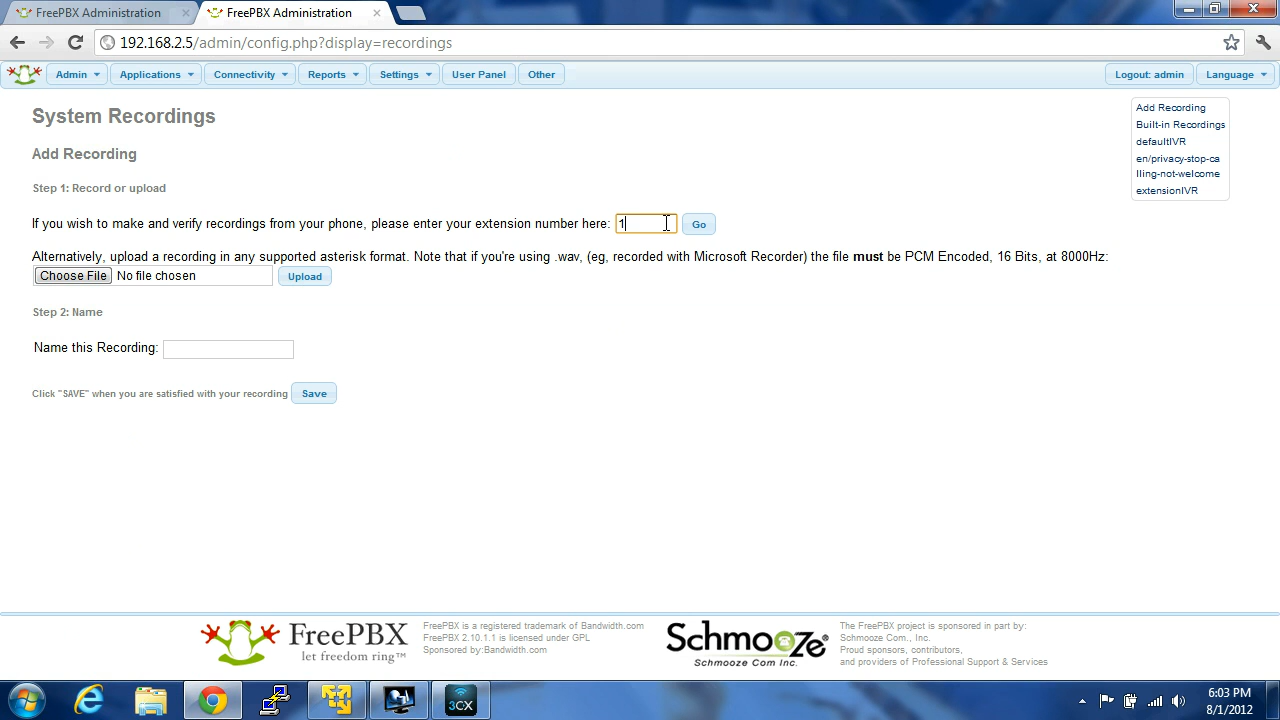 FreePBX Administration
FreePBX Administration
192.168.2.5/admin/config.php?display=recordings
Admin Applications Connectivity Reports Settings User Panel Other Logout: admin Language
System Recordings
Add Recording
Built-in Recordings
defaultIVR
en/privacy-stop-ca
lling-not-welcome
extensionIVR
Add Recording
Step 1: Record or upload
If you wish to make and verify recordings from your phone, please enter your extension number here: 1 Go
Alternatively, upload a recording in any supported asterisk format. Note that if you're using .wav, (eg, recorded with Microsoft Recorder) the file must be PCM Encoded, 16 Bits, at 8000Hz:
Choose File No file chosen Upload
Step 2: Name
Name this Recording:
Click "SAVE" when you are satisfied with your recording Save
FreePBX
let freedom ring™
FreePBX is a registered trademark of Bandwidth.com
FreePBX 2.10.1.1 is licensed under GPL
Sponsored by:Bandwidth.com
Schmooze®
Schmooze Com Inc.
The FreePBX project is sponsored in part by:
Schmooze Com., Inc.
Proud sponsors, contributors,
and providers of Professional Support & Services
3CX
6:03 PM
8/1/2012